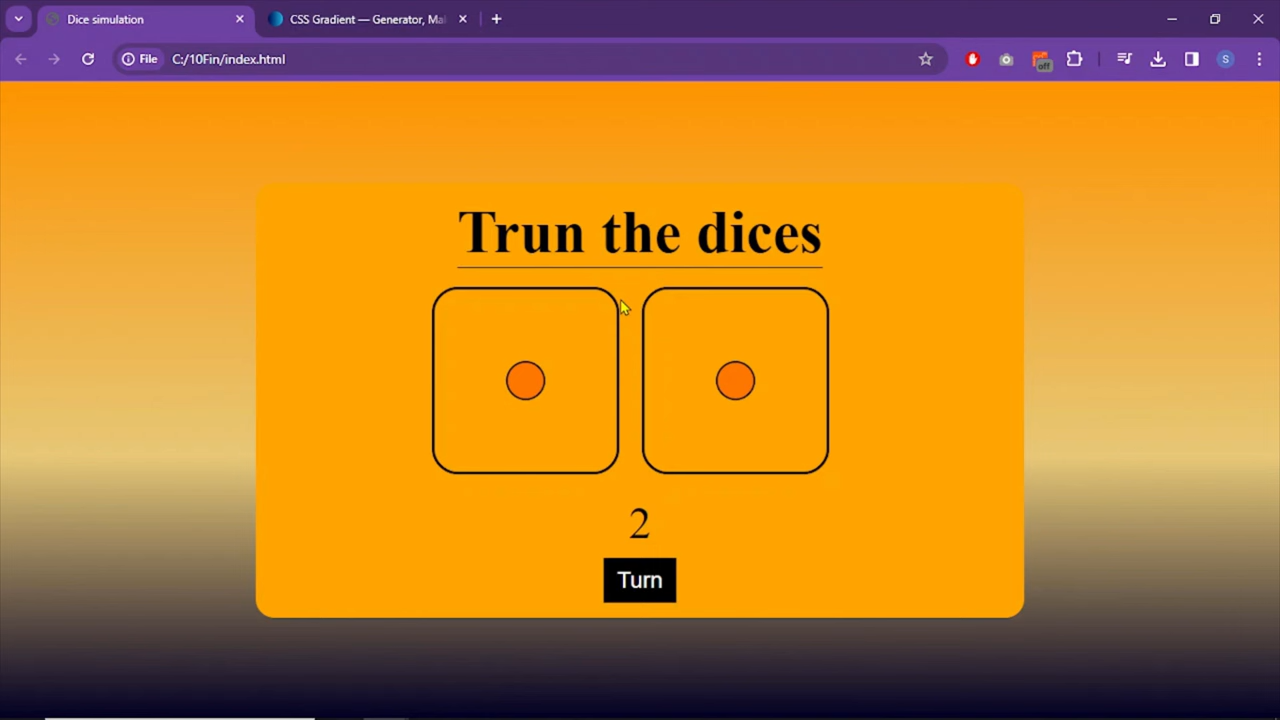 Dice simulation
CSS Gradient — Generator, Ma
File
C:/10Fin/index.html
off
S
Trun the dices
2
Turn